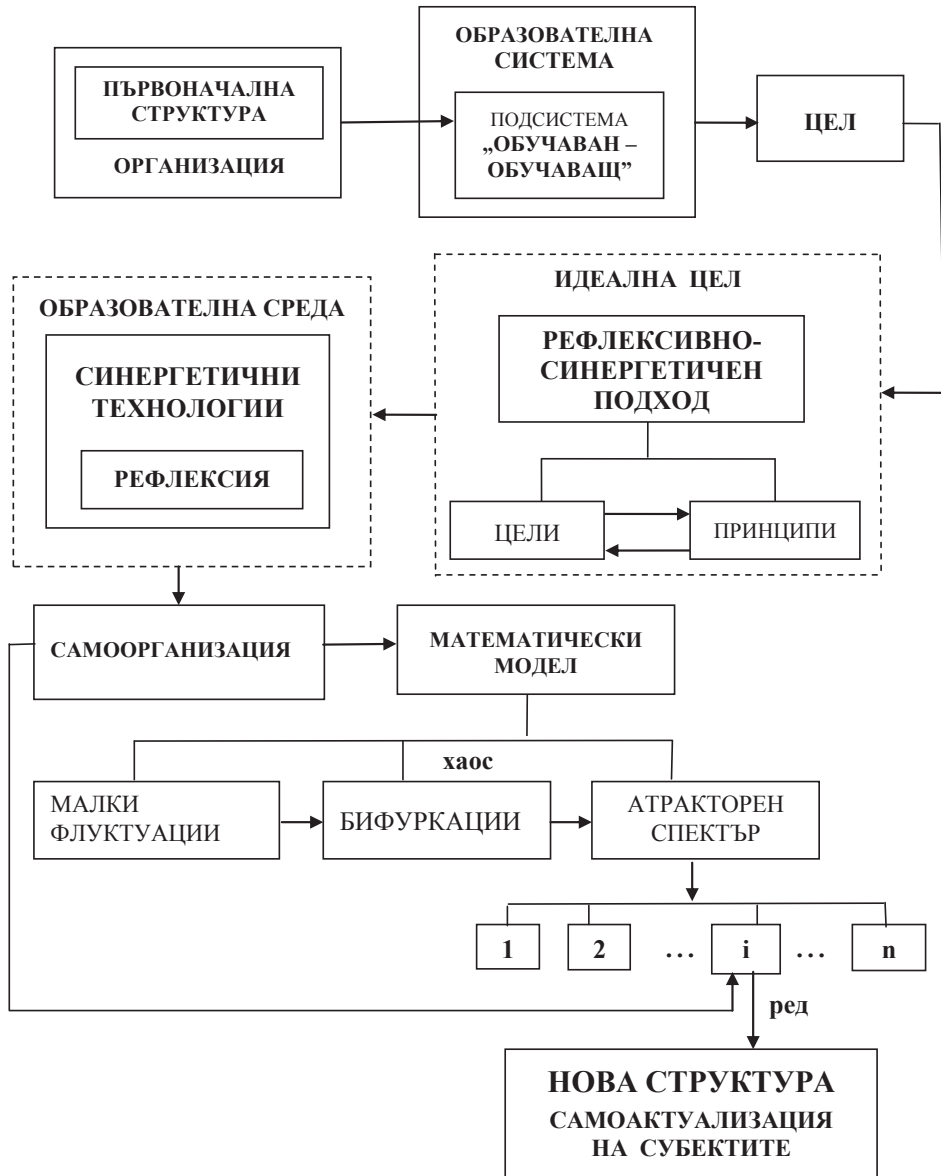 ПЪРВОНАЧАЛНА
СТРУКТУРА
ОРГАНИЗАЦИЯ
ОБРАЗОВАТЕЛНА
СИСТЕМА
ПОДСИСТЕМА
„ОБУЧАВАН –
ОБУЧАВАЩ”
ЦЕЛ
ИДЕАЛНА ЦЕЛ
РЕФЛЕКСИВНО-
СИНЕРГЕТИЧЕН
ПОДХОД
ЦЕЛИ
ПРИНЦИПИ
ОБРАЗОВАТЕЛНА СРЕДА
СИНЕРГЕТИЧНИ
ТЕХНОЛОГИИ
РЕФЛЕКСИЯ
САМООРГАНИЗАЦИЯ
МАТЕМАТИЧЕСКИ
МОДЕЛ
хаос
МАЛКИ
ФЛУКТУАЦИИ
БИФУРКАЦИИ
АТРАКТОРЕН
СПЕКТЪР
1 2 ... i ... n
ред
НОВА СТРУКТУРА
САМОАКТУАЛИЗАЦИЯ
НА СУБЕКТИТЕ